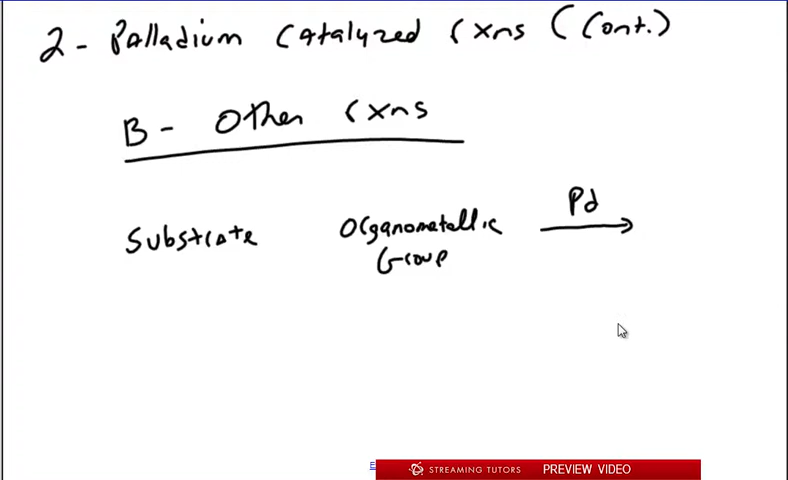 2 - Palladium Catalyzed rxns (Cont.)
B - Other rxns
Substrate Organometallic Pd
Group
STREAMING TUTORS PREVIEW VIDEO